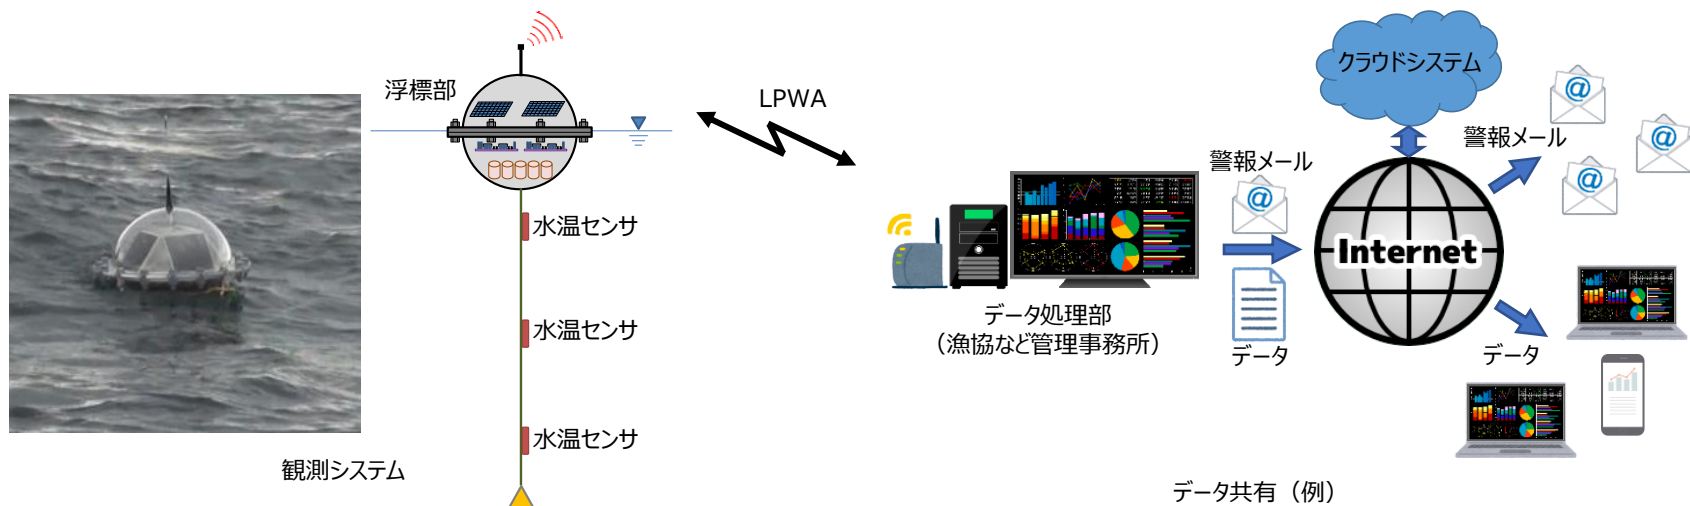 浮標部
LPWA
クラウドシステム
警報メール
警報メール
水温センサ
Internet
水温センサ
データ処理部
（漁協など管理事務所）
データ
データ
水温センサ
観測システム
データ共有（例）